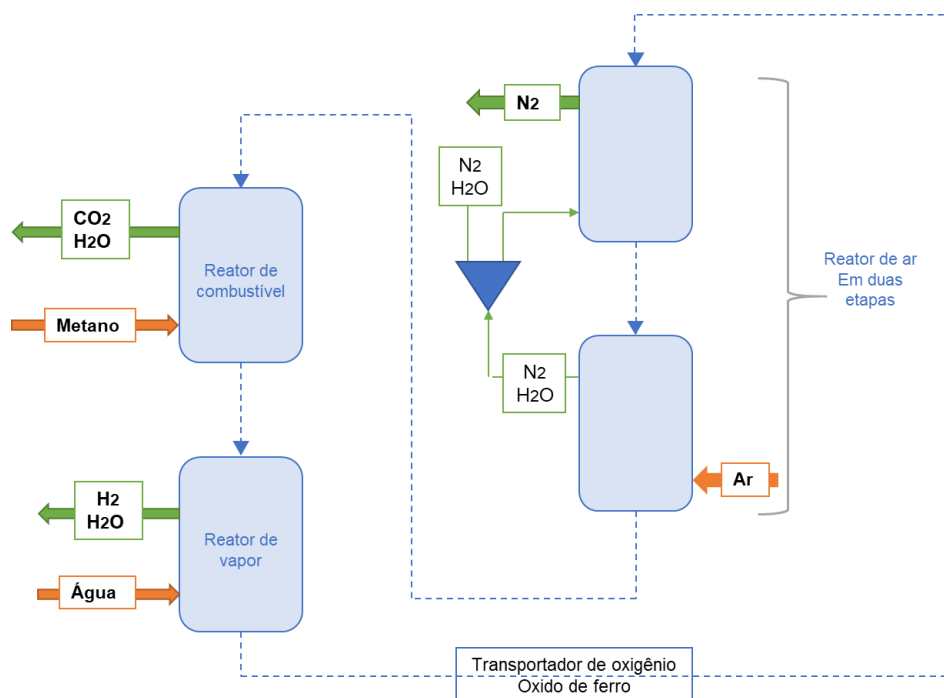 N2
N2
H2O
CO2
H2O
Reator de
combustivel
Metano
Reator de ar
Em duas
etapas
N2
H2O
H2
H2O
Reator de
vapor
Água
Ar
Transportador de oxigênio
Oxido de ferro